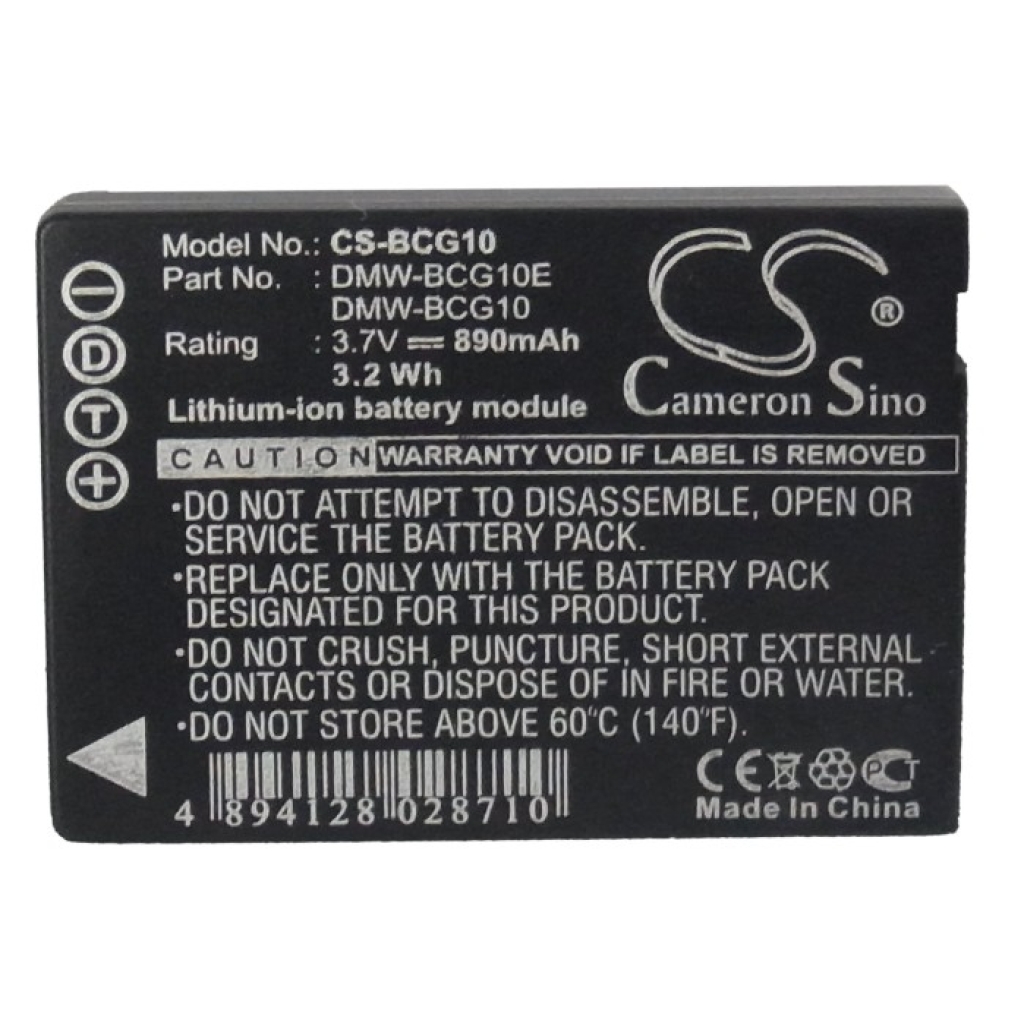 Model No.: CS-BCG10
Part No. : DMW-BCG10E
DMW-BCG10
Rating : 3.7V 890mAh
3.2 Wh
Lithium-ion battery module
CS ®
Cameron Sino
− D T +
CAUTION WARRANTY VOID IF LABEL IS REMOVED
•DO NOT ATTEMPT TO DISASSEMBLE, OPEN OR
SERVICE THE BATTERY PACK.
•REPLACE ONLY WITH THE BATTERY PACK
DESIGNATED FOR THIS PRODUCT.
•DO NOT CRUSH, PUNCTURE, SHORT EXTERNAL
CONTACTS OR DISPOSE OF IN FIRE OR WATER.
•DO NOT STORE ABOVE 60°C (140°F).
4 894128 028710
CE PCT
Made In China